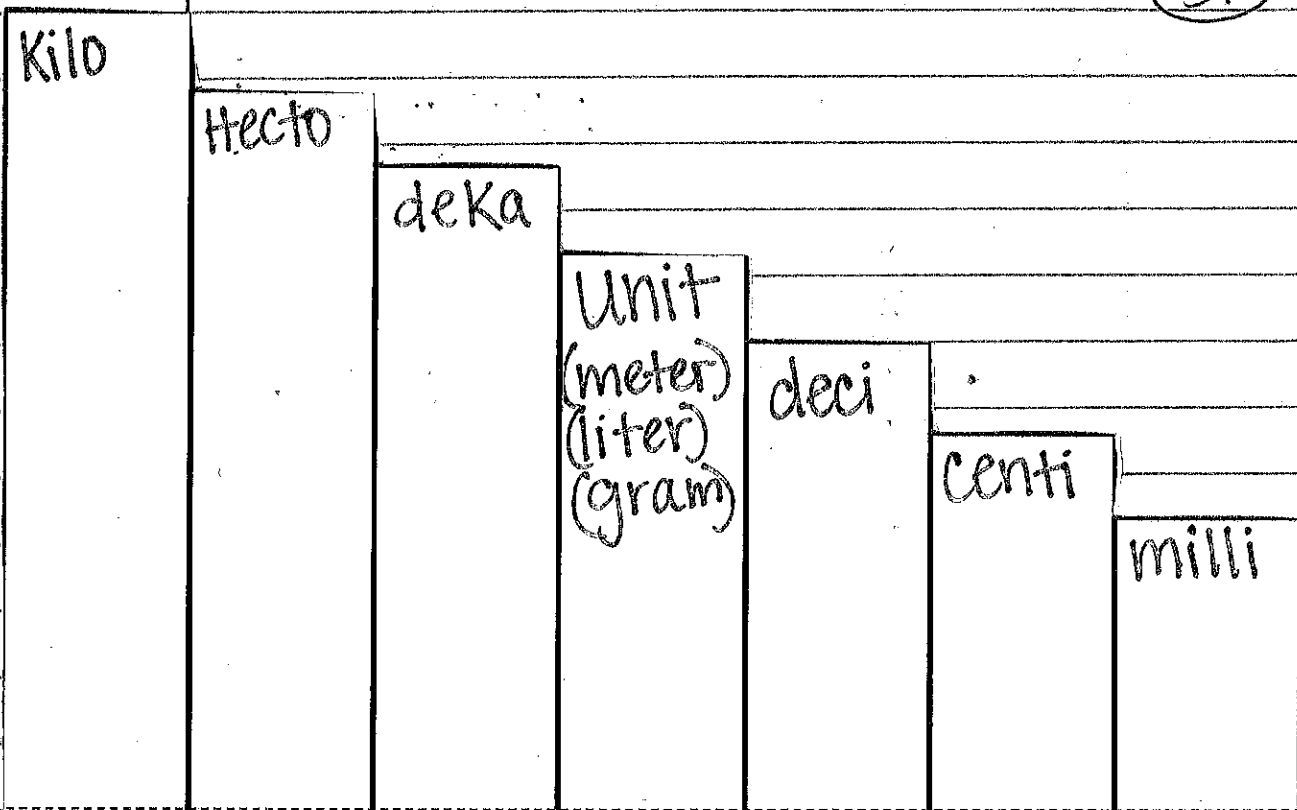 Kilo
Hecto
deka
Unit
(meter)
(liter)
(gram)
deci
centi
milli